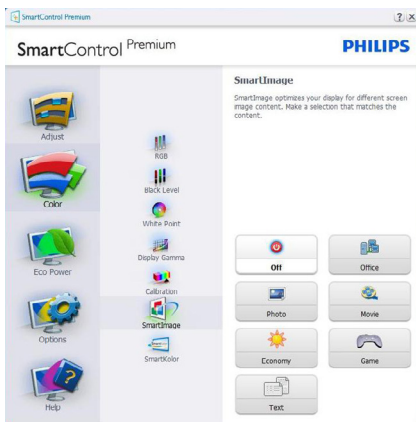 SmartControl Premium
SmartControl Premium
PHILIPS
Adjust
Color
Eco Power
Options
Help
RGB
Black Level
White Point
Display Gamma
Calibration
SmartImage
SmartKolor
SmartImage
SmartImage optimizes your display for different screen
image content. Make a selection that matches the
content.
Off
Office
Photo
Movie
Economy
Game
Text